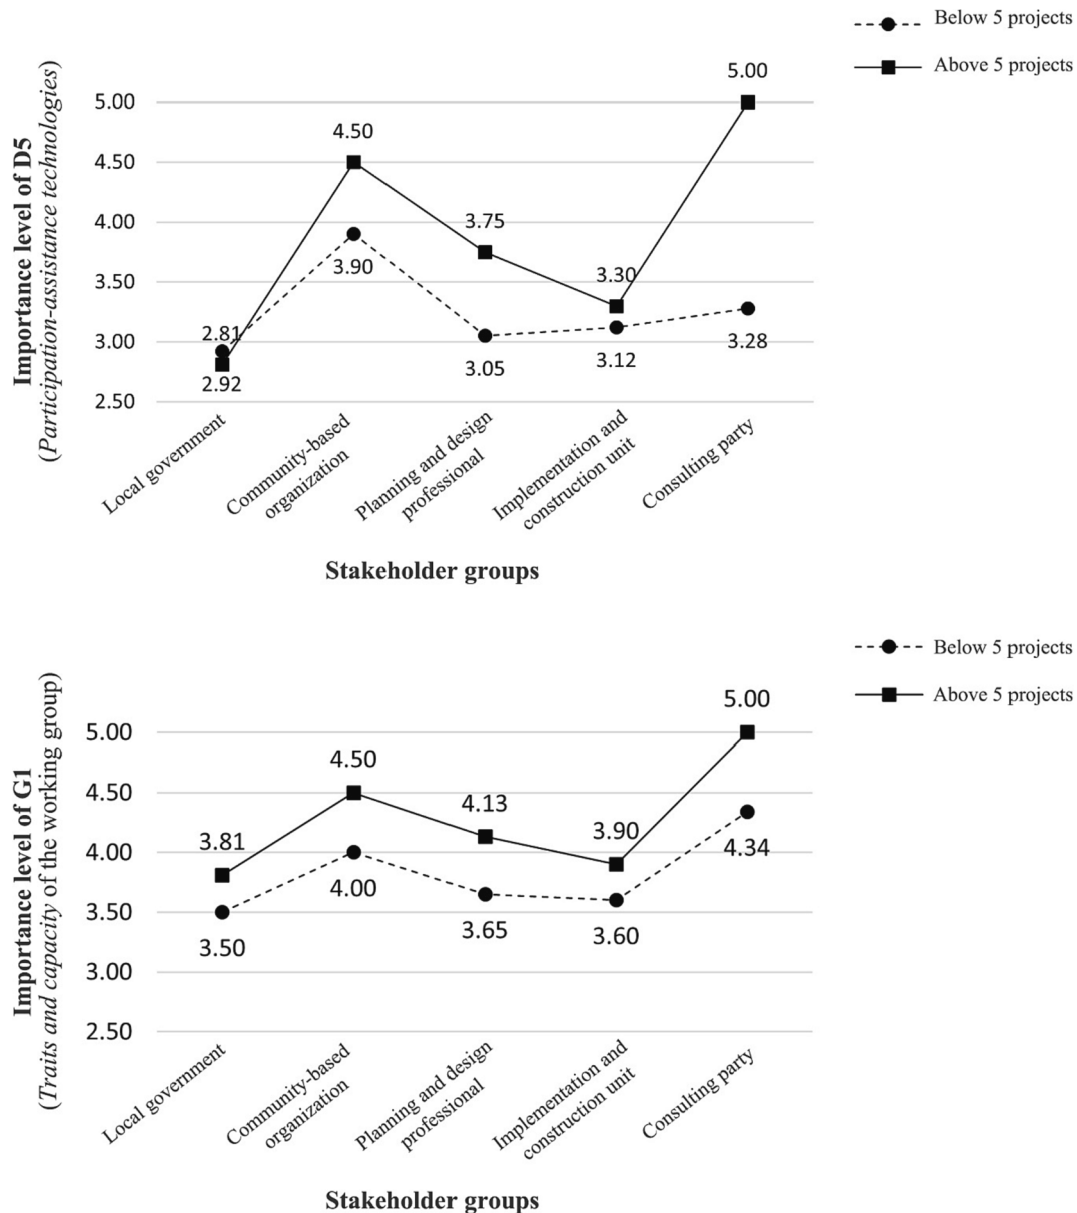 Below 5 projects
Above 5 projects
Importance level of D5
(Participation-assistance technologies)
5.00
4.50
4.00
3.50
3.00
2.50
5.00
4.50
3.90
3.75
3.30
2.81
2.92
3.05
3.12
3.28
Local government
Community-based
organization
Planning and design
professional
Implementation and
construction unit
Consulting party
Stakeholder groups
Below 5 projects
Above 5 projects
Importance level of G1
(Traits and capacity of the working group)
5.00
4.50
4.00
3.50
3.00
2.50
5.00
4.50
4.13
3.81
3.90
4.34
4.00
3.65
3.60
3.50
Local government
Community-based
organization
Planning and design
professional
Implementation and
construction unit
Consulting party
Stakeholder groups